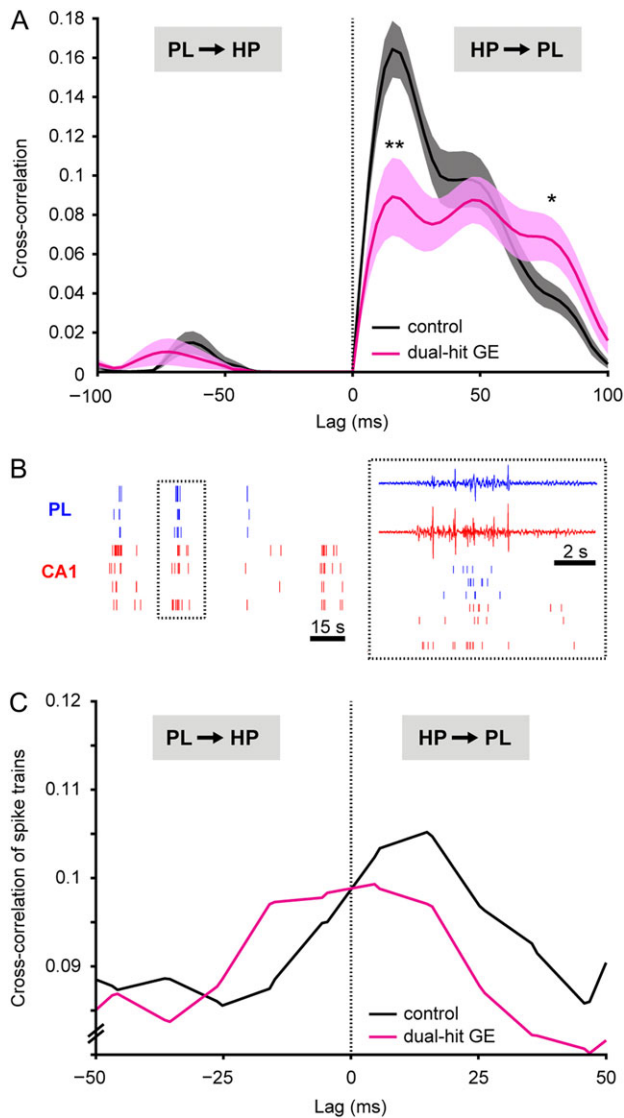 A
PL → HP
HP → PL
Cross-correlation
0.18
0.16
0.14
0.12
0.1
0.08
0.06
0.04
0.02
0
**
*
control
dual-hit GE
−100
−50
0
50
100
Lag (ms)
B
PL
CA1
15 s
2 s
C
PL → HP
HP → PL
Cross-correlation of spike trains
0.12
0.11
0.1
0.09
control
dual-hit GE
−50
−25
0
25
50
Lag (ms)